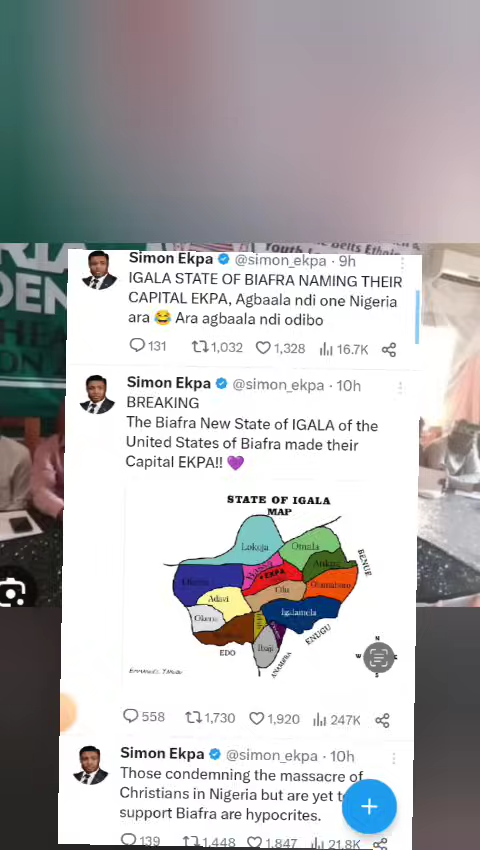 Simon Ekpa @simon_ekpa · 9h
IGALA STATE OF BIAFRA NAMING THEIR
CAPITAL EKPA, Agbaala ndi one Nigeria
ara 😂 Ara agbaala ndi odibo
131 1,032 1,328 16.7K
Simon Ekpa @simon_ekpa · 10h
BREAKING
The Biafra New State of IGALA of the
United States of Biafra made their
Capital EKPA!! 💜
STATE OF IGALA
MAP
Lokoja
Omala
BENUE
EKPA
Adavi
Ofu
Olamaboro
Igalamela
Ibaji
EDO
ENUGU
ANAMBRA
N
W
S
558 1,730 1,920 247K
Simon Ekpa @simon_ekpa · 10h
Those condemning the massacre of
Christians in Nigeria but are yet
support Biafra are hypocrites.
139 1,448 1,847 21.8K